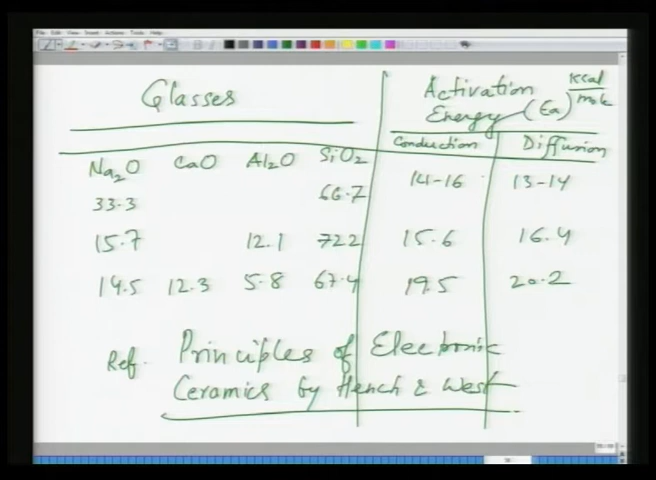 Glasses
Activation Energy (Ea) kcal/mole
Conduction Diffusion
Na2O CaO Al2O SiO2
33.3 66.7 14-16 13-14
15.7 12.1 722 15.6 16.4
14.5 12.3 5.8 67.4 19.5 20.2
Ref. Principles of Electronic
Ceramics by Hench & West